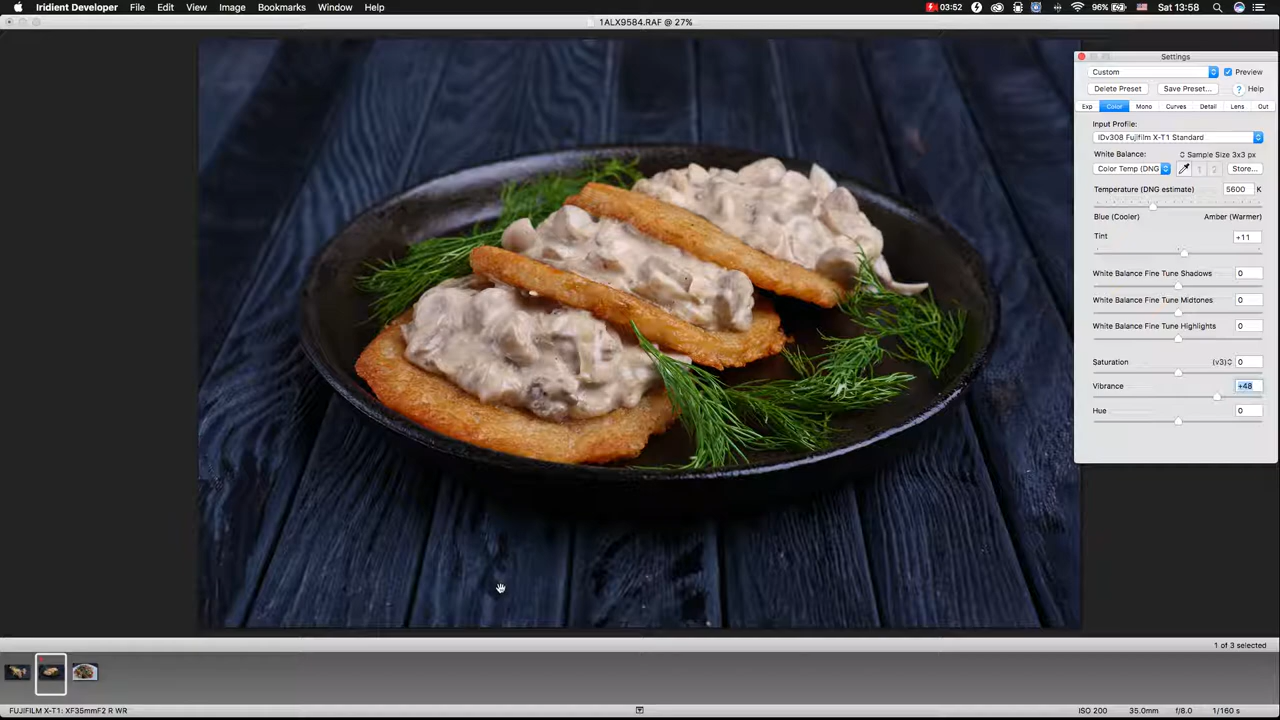 Iridient Developer File Edit View Image Bookmarks Window Help 03:52 96% Sat 13:58
1ALX9584.RAF @ 27%
Settings
Custom Preview
Delete Preset Save Preset... ? Help
Exp Color Mono Curves Detail Lens Out
Input Profile:
IDv308 Fujifilm X-T1 Standard
White Balance: Sample Size 3x3 px
Color Temp (DNG 1 2 Store...
Temperature (DNG estimate) 5600 K
Blue (Cooler) Amber (Warmer)
Tint +11
White Balance Fine Tune Shadows 0
White Balance Fine Tune Midtones 0
White Balance Fine Tune Highlights 0
Saturation (v3) 0
Vibrance +48
Hue 0
1 of 3 selected
FUJIFILM X-T1: XF35mmF2 R WR ISO 200 35.0mm f/8.0 1/160 s